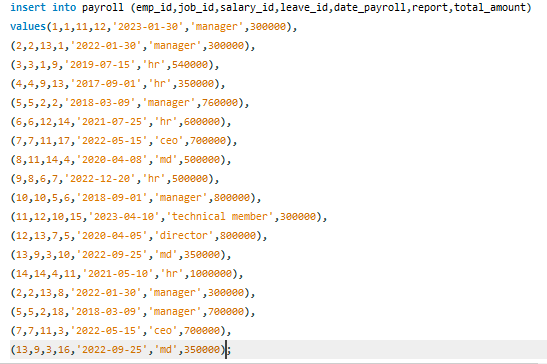 insert into payroll (emp_id,job_id,salary_id,leave_id,date_payroll,report,total_amount)
values(1,1,11,12,'2023-01-30','manager',300000),
(2,2,13,1,'2022-01-30','manager',300000),
(3,3,1,9,'2019-07-15','hr',540000),
(4,4,9,13,'2017-09-01','hr',350000),
(5,5,2,2,'2018-03-09','manager',760000),
(6,6,12,14,'2021-07-25','hr',600000),
(7,7,11,17,'2022-05-15','ceo',700000),
(8,11,14,4,'2020-04-08','md',500000),
(9,8,6,7,'2022-12-20','hr',500000),
(10,10,5,6,'2018-09-01','manager',800000),
(11,12,10,15,'2023-04-10','technical member',300000),
(12,13,7,5,'2020-04-05','director',800000),
(13,9,3,10,'2022-09-25','md',350000),
(14,14,4,11,'2021-05-10','hr',1000000),
(2,2,13,8,'2022-01-30','manager',300000),
(5,5,2,18,'2018-03-09','manager',700000),
(7,7,11,3,'2022-05-15','ceo',700000),
(13,9,3,16,'2022-09-25','md',350000);